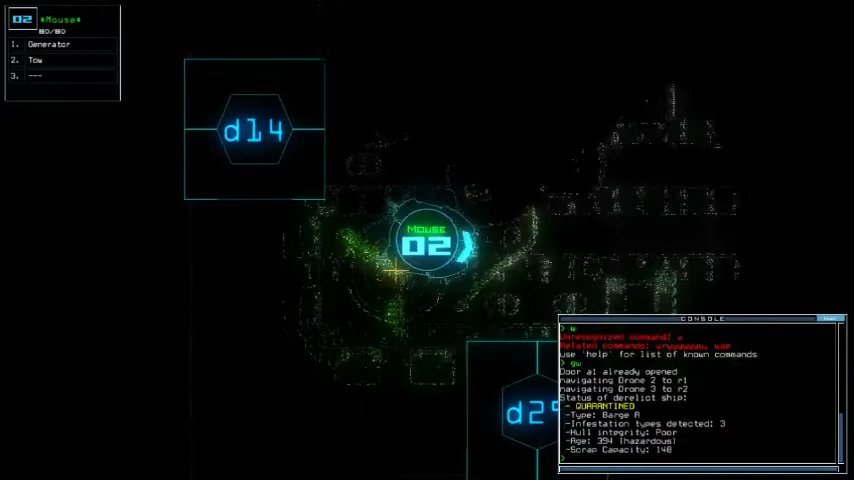 02 *Mouse*
80/80
1. Generator
2. Tow
3. ---
d14
Mouse
02
d2
CONSOLE
> w
Unrecognized command: w
Related commands:
use 'help' for list of known commands
> gw
Door a1 already opened
navigating Drone 2 to r1
navigating Drone 3 to r2
Status of derelict ship:
- QUARANTINED
-Type: Barge A
-Infestation types detected: 3
-Hull integrity: Poor
-Age: 394 (hazardous)
-Scrap Capacity: 148
>